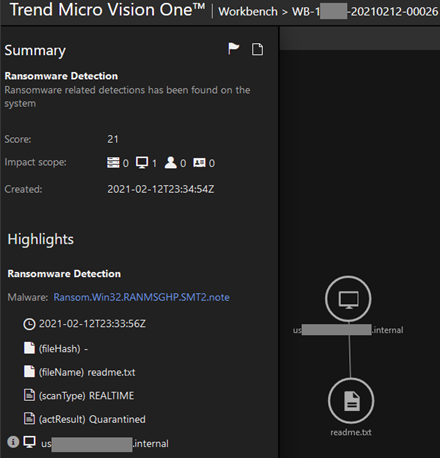 Trend Micro Vision One™ | Workbench > WB-1 -20210212-00026
Summary
Ransomware Detection
Ransomware related detections has been found on the
system
Score: 21
Impact scope: 0 1 0 0
Created: 2021-02-12T23:34:54Z
Highlights
Ransomware Detection
Malware: Ransom.Win32.RANMSGHP.SMT2.note
2021-02-12T23:33:56Z
(fileHash) -
(fileName) readme.txt
(scanType) REALTIME
(actResult) Quarantined
us .internal
us .internal
readme.txt